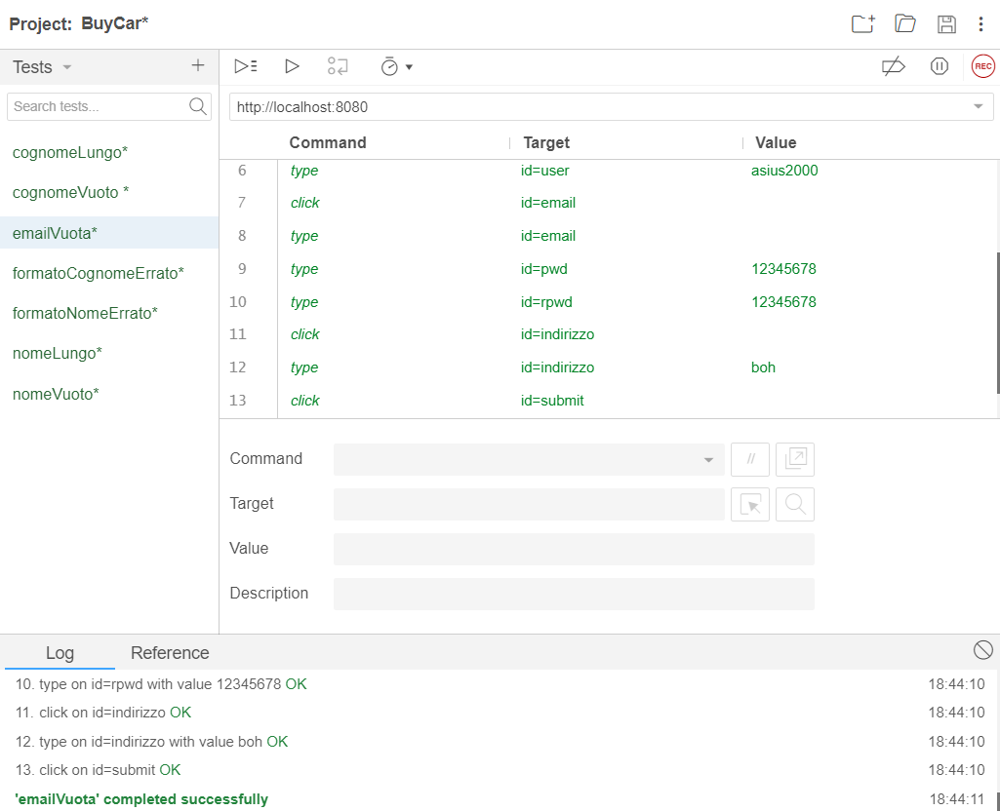 Project: BuyCar*
Tests
Search tests...
cognomeLungo*
cognomeVuoto *
emailVuota*
formatoCognomeErrato*
formatoNomeErrato*
nomeLungo*
nomeVuoto*
REC
http://localhost:8080
Command Target Value
6 type id=user asius2000
7 click id=email
8 type id=email
9 type id=pwd 12345678
10 type id=rpwd 12345678
11 click id=indirizzo
12 type id=indirizzo boh
13 click id=submit
Command //
Target
Value
Description
Log Reference
10. type on id=rpwd with value 12345678 OK 18:44:10
11. click on id=indirizzo OK 18:44:10
12. type on id=indirizzo with value boh OK 18:44:10
13. click on id=submit OK 18:44:10
'emailVuota' completed successfully 18:44:11